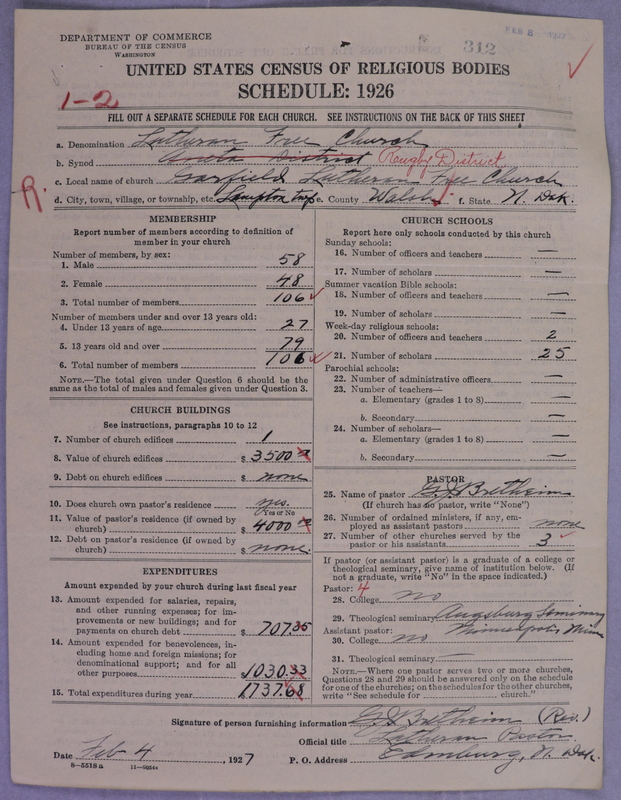 DEPARTMENT OF COMMERCE
BUREAU OF THE CENSUS
WASHINGTON
312
FEB 8 1927
UNITED STATES CENSUS OF RELIGIOUS BODIES
SCHEDULE: 1926
1-2
FILL OUT A SEPARATE SCHEDULE FOR EACH CHURCH. SEE INSTRUCTIONS ON THE BACK OF THIS SHEET
a. Denomination Lutheran Free Church
b. Synod Aneta District Rugby District
c. Local name of church Garfield Lutheran Free Church
R.
d. City, town, village, or township, etc. Lampton twp e. County Walsh f. State N. Dak.
MEMBERSHIP
Report number of members according to definition of member in your church
Number of members, by sex:
1. Male 58
2. Female 48
3. Total number of members 106
Number of members under and over 13 years old:
4. Under 13 years of age 27
5. 13 years old and over 79
6. Total number of members 106
NOTE.—The total given under Question 6 should be the
same as the total of males and females given under Question 3.
CHURCH BUILDINGS
See instructions, paragraphs 10 to 12
7. Number of church edifices 1
8. Value of church edifices $ 3500
9. Debt on church edifices $ none
10. Does church own pastor's residence yes.
Yes or No
11. Value of pastor's residence (if owned by
church) $ 4000
12. Debt on pastor's residence (if owned by
church) $ none.
EXPENDITURES
Amount expended by your church during last fiscal year
13. Amount expended for salaries, repairs,
and other running expenses; for im-
provements or new buildings; and for
payments on church debt $ 707.35
14. Amount expended for benevolences, in-
cluding home and foreign missions; for
denominational support; and for all
other purposes 1030.33
15. Total expenditures during year 1737.68
CHURCH SCHOOLS
Report here only schools conducted by this church
Sunday schools:
16. Number of officers and teachers —
17. Number of scholars —
Summer vacation Bible schools:
18. Number of officers and teachers —
19. Number of scholars —
Week-day religious schools:
20. Number of officers and teachers 2
21. Number of scholars 25
Parochial schools:
22. Number of administrative officers —
23. Number of teachers—
a. Elementary (grades 1 to 8) —
b. Secondary —
24. Number of scholars—
a. Elementary (grades 1 to 8) —
b. Secondary —
PASTOR
25. Name of pastor G J Bretheim
(If church has no pastor, write "None")
26. Number of ordained ministers, if any, em-
ployed as assistant pastors none
27. Number of other churches served by the
pastor or his assistants 3
If pastor (or assistant pastor) is a graduate of a college or
theological seminary, give name of institution below. (If
not a graduate, write "No" in the space indicated.)
Pastor: 4
28. College no
29. Theological seminary Augsburg Seminary
Assistant pastor: Minneapolis Minn
30. College no
31. Theological seminary
NOTE.—Where one pastor serves two or more churches,
Questions 28 and 29 should be answered only on the schedule
for one of the churches; on the schedules for the other churches,
write "See schedule for church."
Signature of person furnishing information G J Bretheim (Rev.)
Official title Lutheran Pastor
Date Feb 4, 1927 P. O. Address Edinburg, N. Dak.
8-5518a 11-9034a